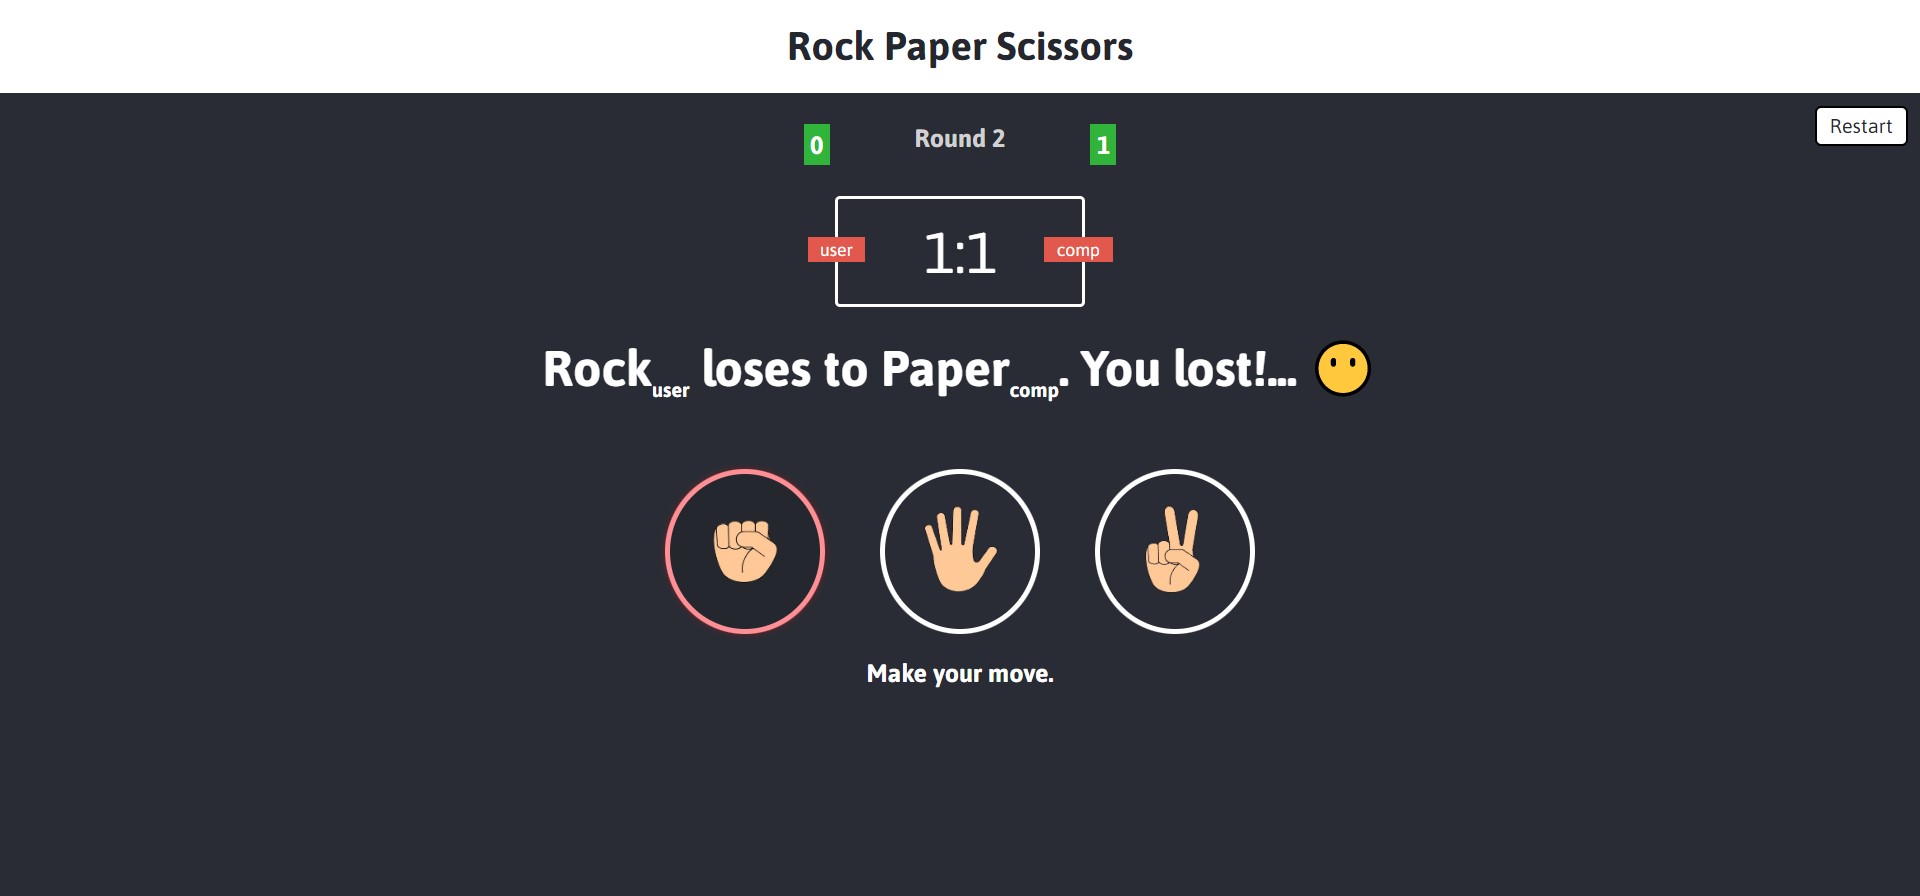 Rock Paper Scissors
Restart
0 Round 2 1
user 1:1 comp
Rock user loses to Paper comp. You lost!...
Make your move.